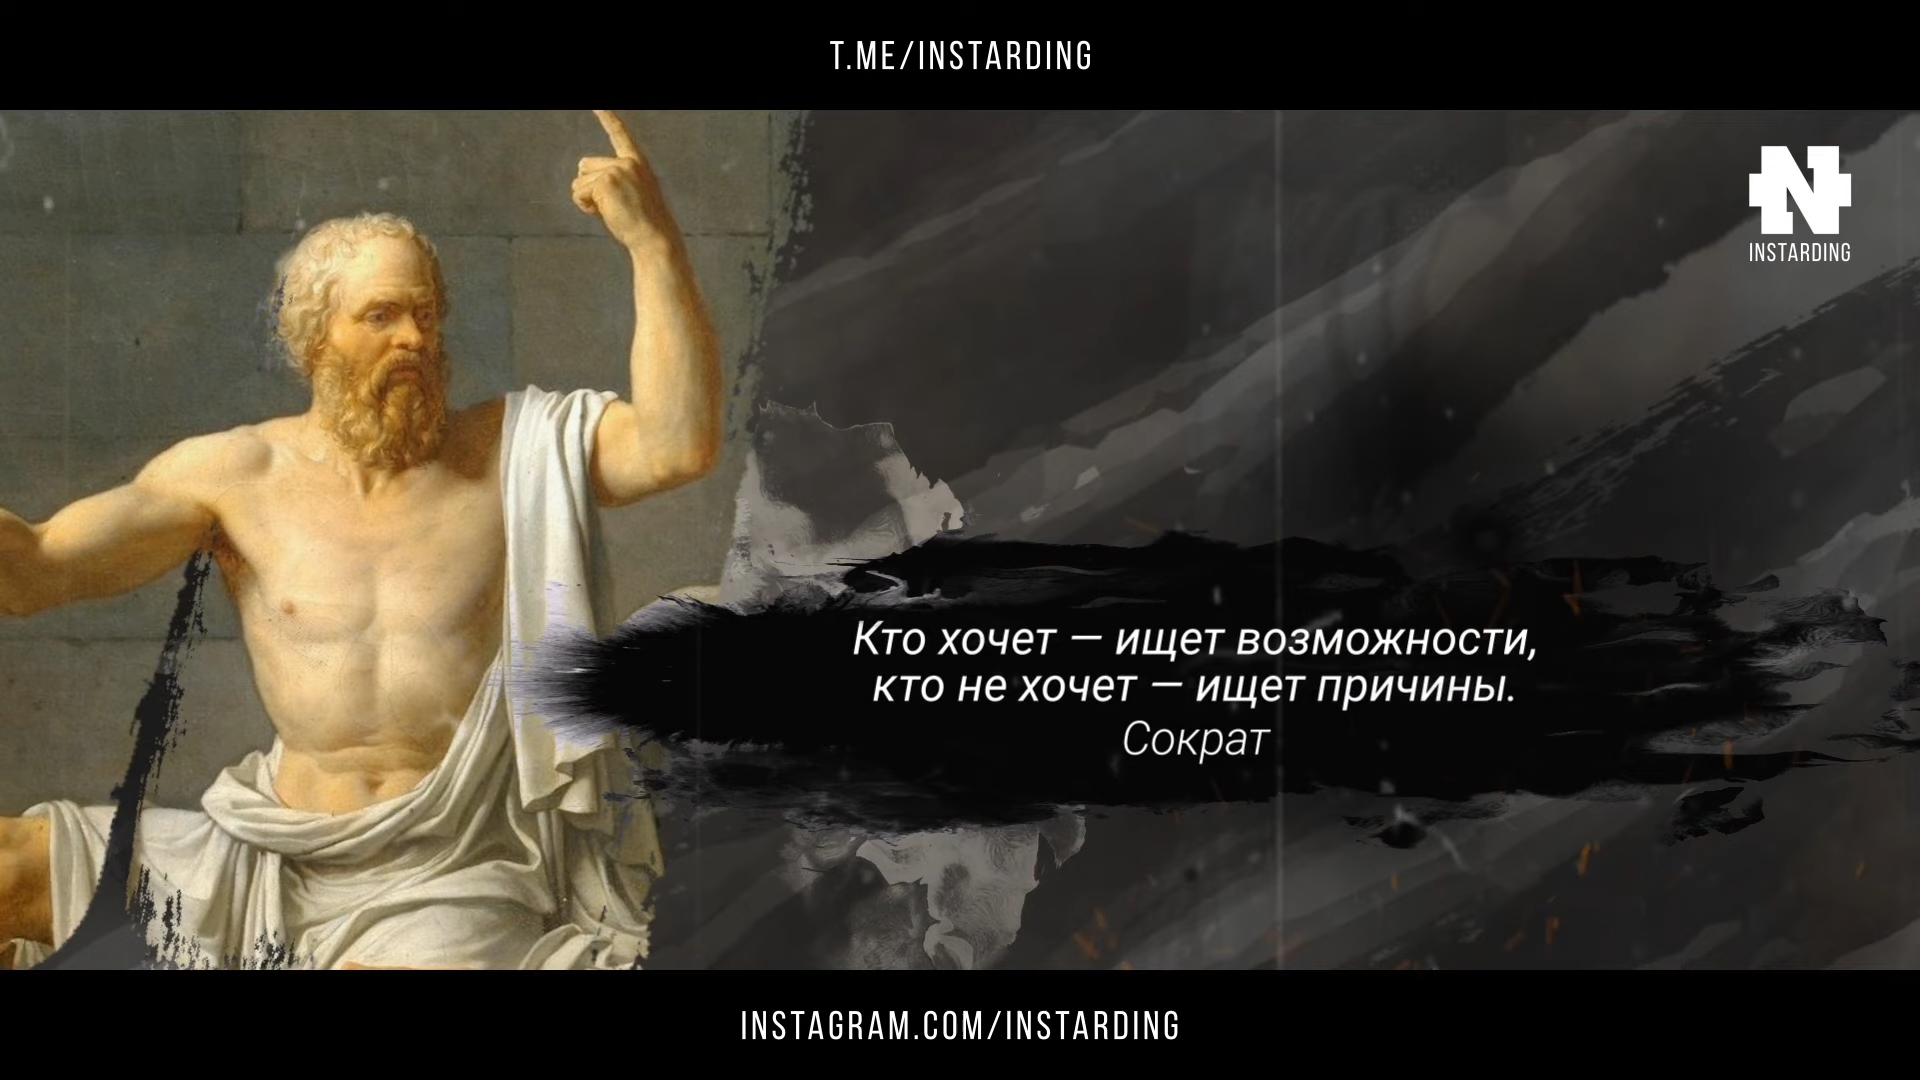 T.ME/INSTARDING
N
INSTARDING
Кто хочет — ищет возможности,
кто не хочет — ищет причины.
Сократ
INSTAGRAM.COM/INSTARDING